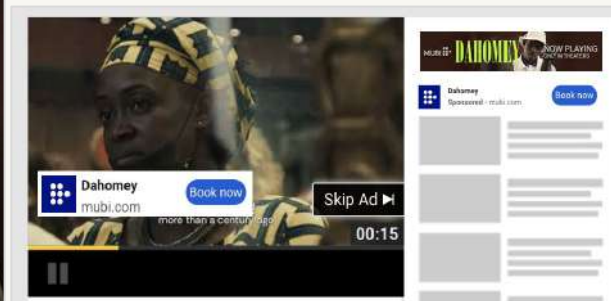 Dahomey
mubi.com
Book now
more than a century ago
Skip Ad
00:15
MUBI
DAHOMEY
NOW PLAYING
ONLY IN THEATERS
Dahomey
Sponsored · mubi.com
Book now